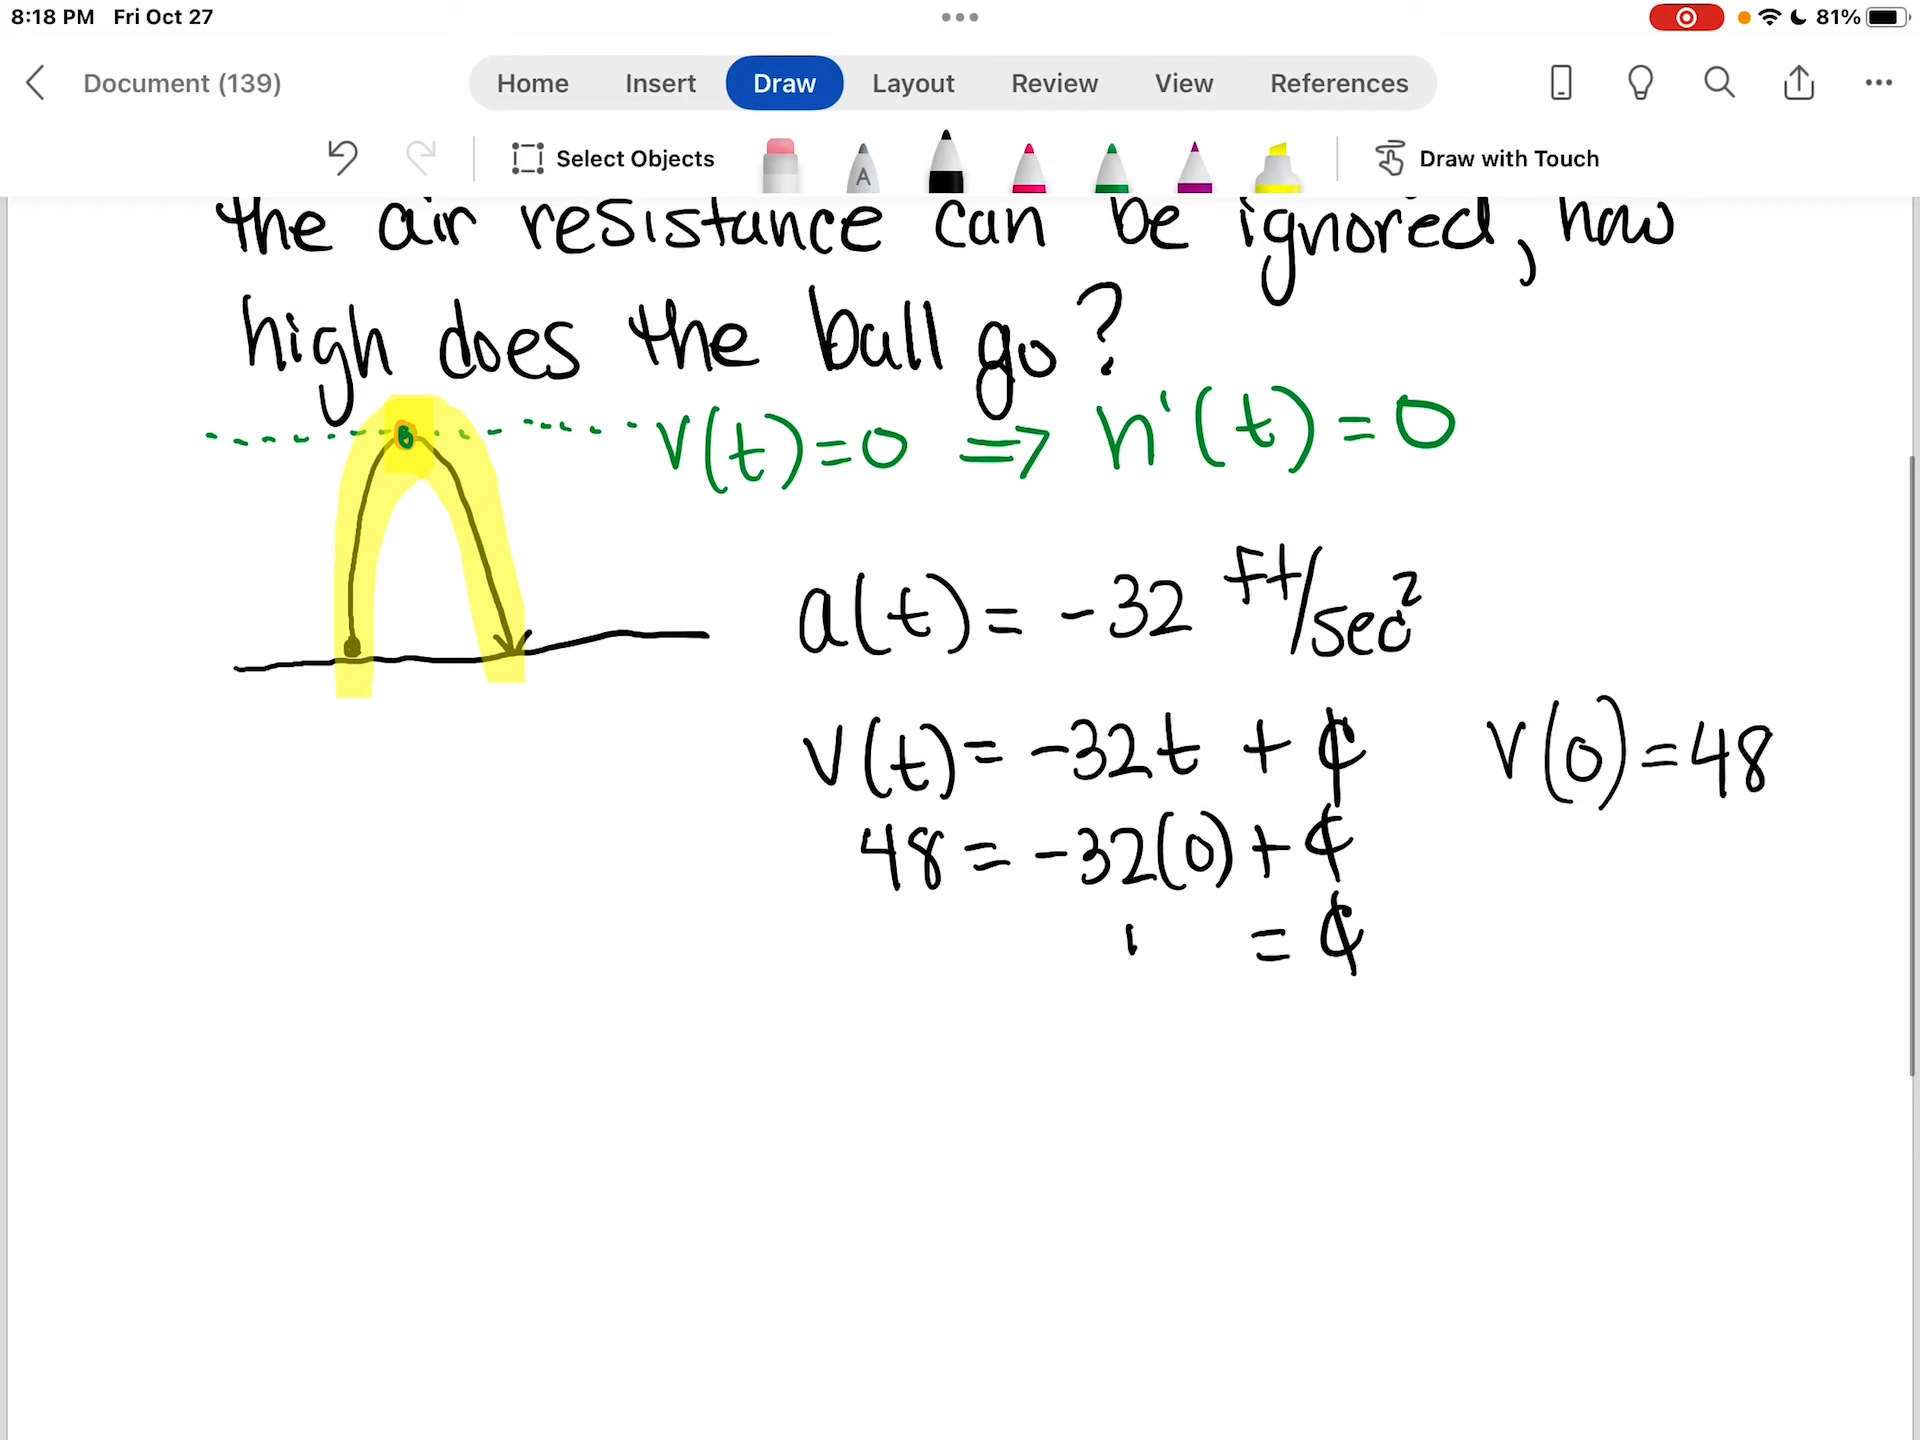 8:18 PM Fri Oct 27
81%
Document (139)
Home Insert Draw Layout Review View References
Select Objects A Draw with Touch
the air resistance can be ignored, how
high does the ball go?
v(t)=0 => h'(t)=0
a(t)= -32 ft/sec²
v(t)= -32t + ¢ v(0)=48
48 = -32(0)+¢
= ¢